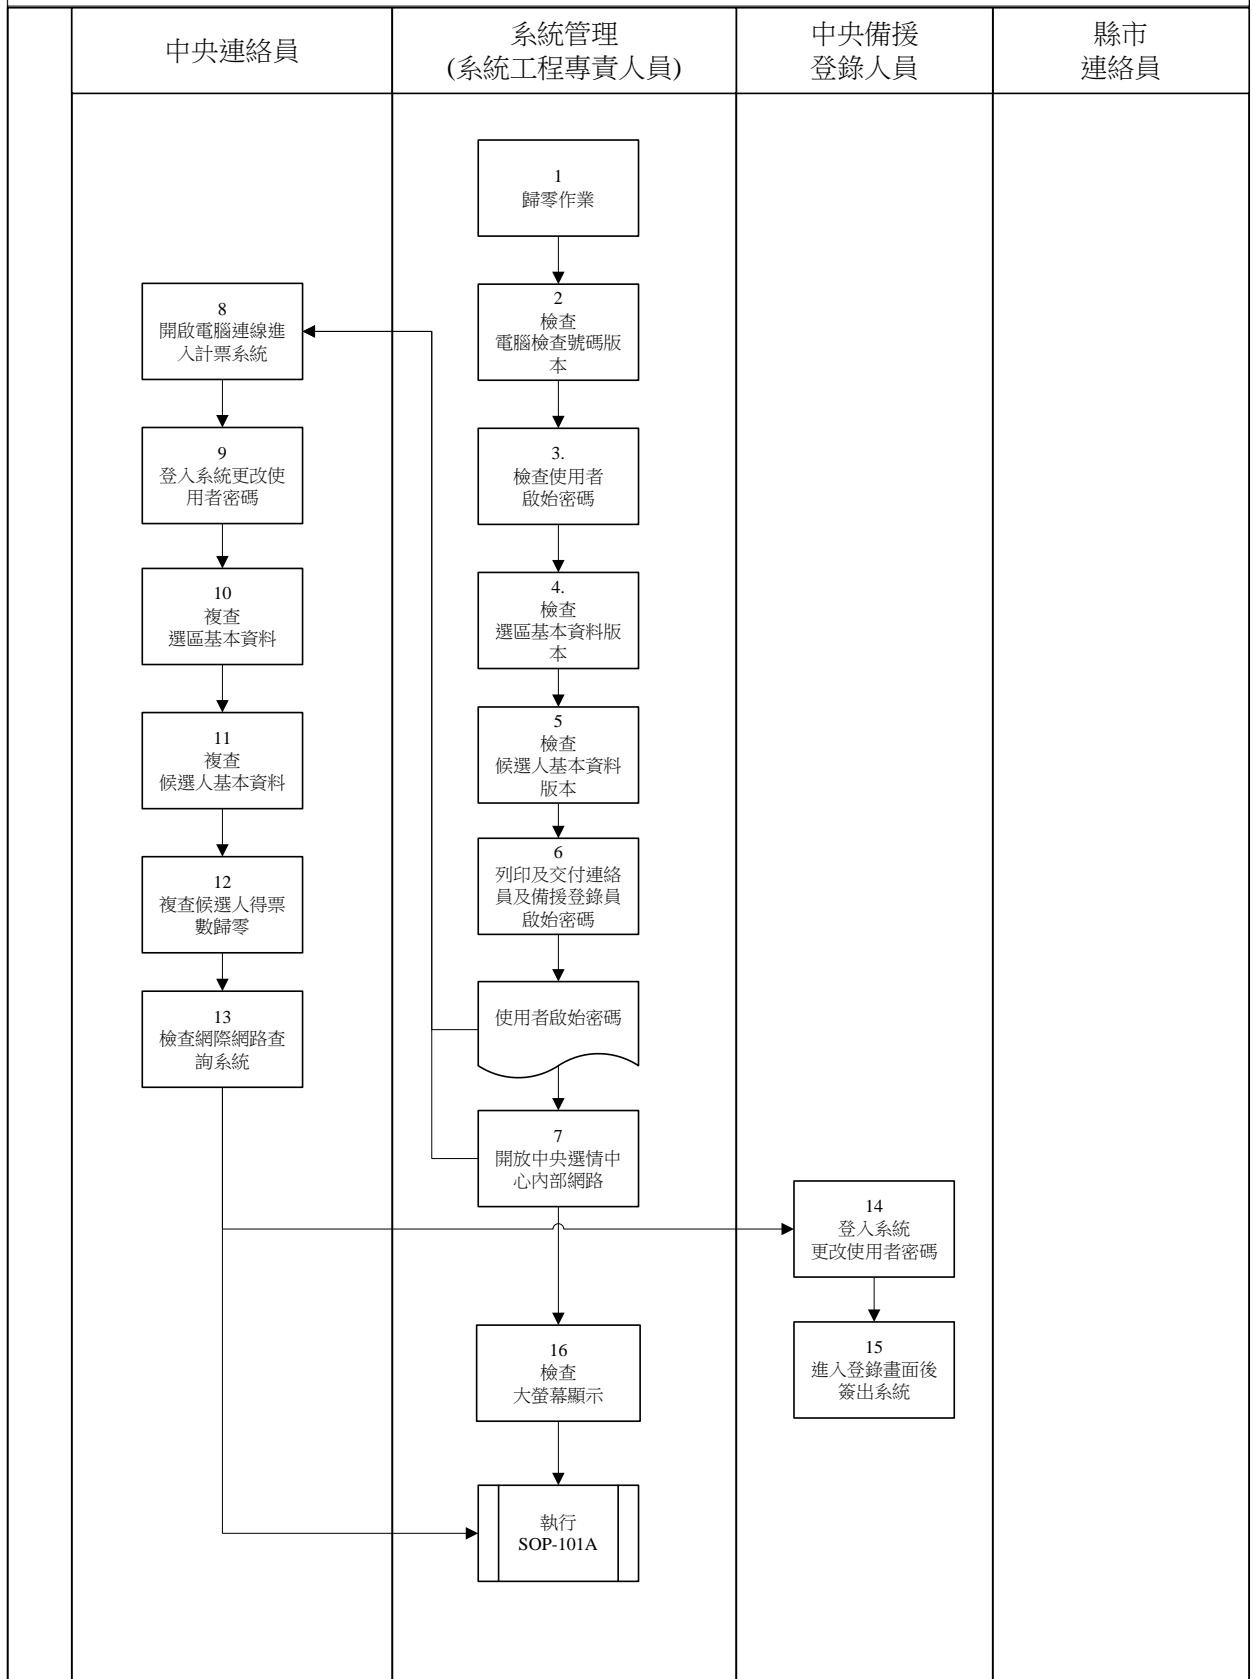 中央連絡員
系統管理
(系統工程專責人員)
中央備援
登錄人員
縣市
連絡員
1
歸零作業
2
檢查
電腦檢查號碼版
本
3.
檢查使用者
啟始密碼
4.
檢查
選區基本資料版
本
5
檢查
候選人基本資料
版本
6
列印及交付連絡
員及備援登錄員
啟始密碼
使用者啟始密碼
7
開放中央選情中
心內部網路
8
開啟電腦連線進
入計票系統
9
登入系統更改使
用者密碼
10
複查
選區基本資料
11
複查
候選人基本資料
12
複查候選人得票
數歸零
13
檢查網際網路查
詢系統
14
登入系統
更改使用者密碼
15
進入登錄畫面後
簽出系統
16
檢查
大螢幕顯示
執行
SOP-101A